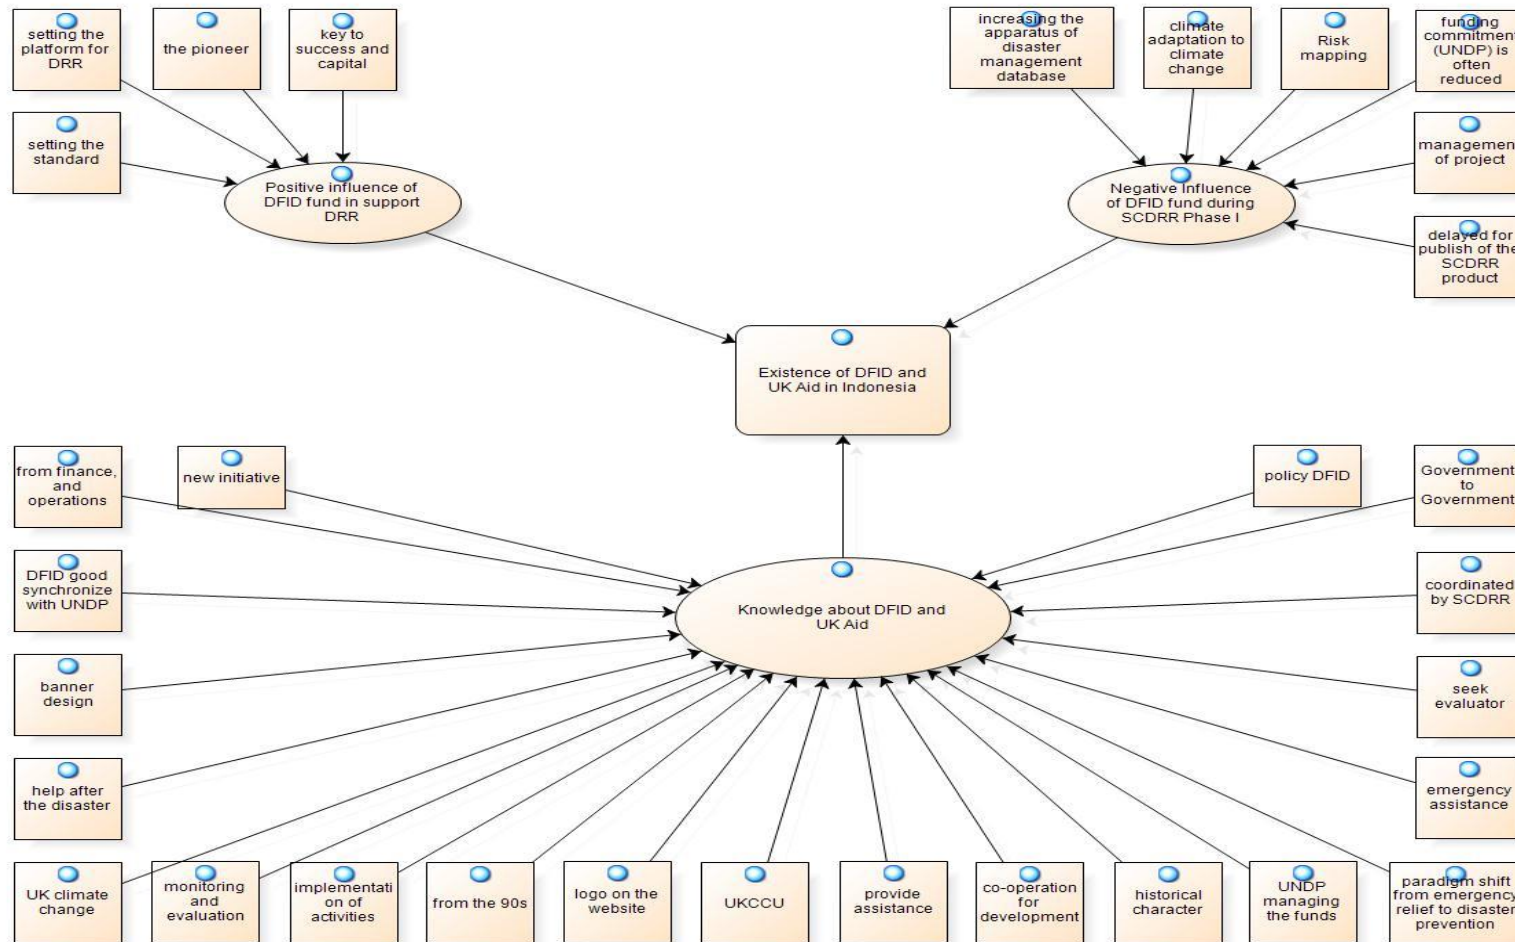 setting the
platform for
DRR
the pioneer
key to
success and
capital
increasing the
apparatus of
disaster
management
database
climate
adaptation to
climate
change
Risk
mapping
funding
commitment
(UNDP) is
often
reduced
setting the
standard
management
of project
Positive influence of
DFID fund in support
DRR
Negative Influence
of DFID fund during
SCDRR Phase I
delayed for
publish of the
SCDRR
product
Existence of DFID and
UK Aid in Indonesia
from finance,
and
operations
new initiative
policy DFID
Government
to
Government
DFID good
synchronize
with UNDP
coordinated
by SCDRR
Knowledge about DFID and
UK Aid
banner
design
seek
evaluator
help after
the disaster
emergency
assistance
UK climate
change
monitoring
and
evaluation
implementati
on of
activities
from the 90s
logo on the
website
UKCCU
provide
assistance
co-operation
for
development
historical
character
UNDP
managing
the funds
paradigm shift
from emergency
relief to disaster
prevention